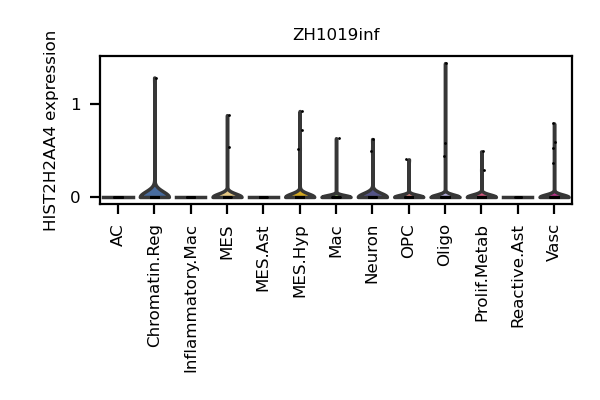 ZH1019inf
HIST2H2AA4 expression
1
0
AC
Chromatin.Reg
Inflammatory.Mac
MES
MES.Ast
MES.Hyp
Mac
Neuron
OPC
Oligo
Prolif.Metab
Reactive.Ast
Vasc